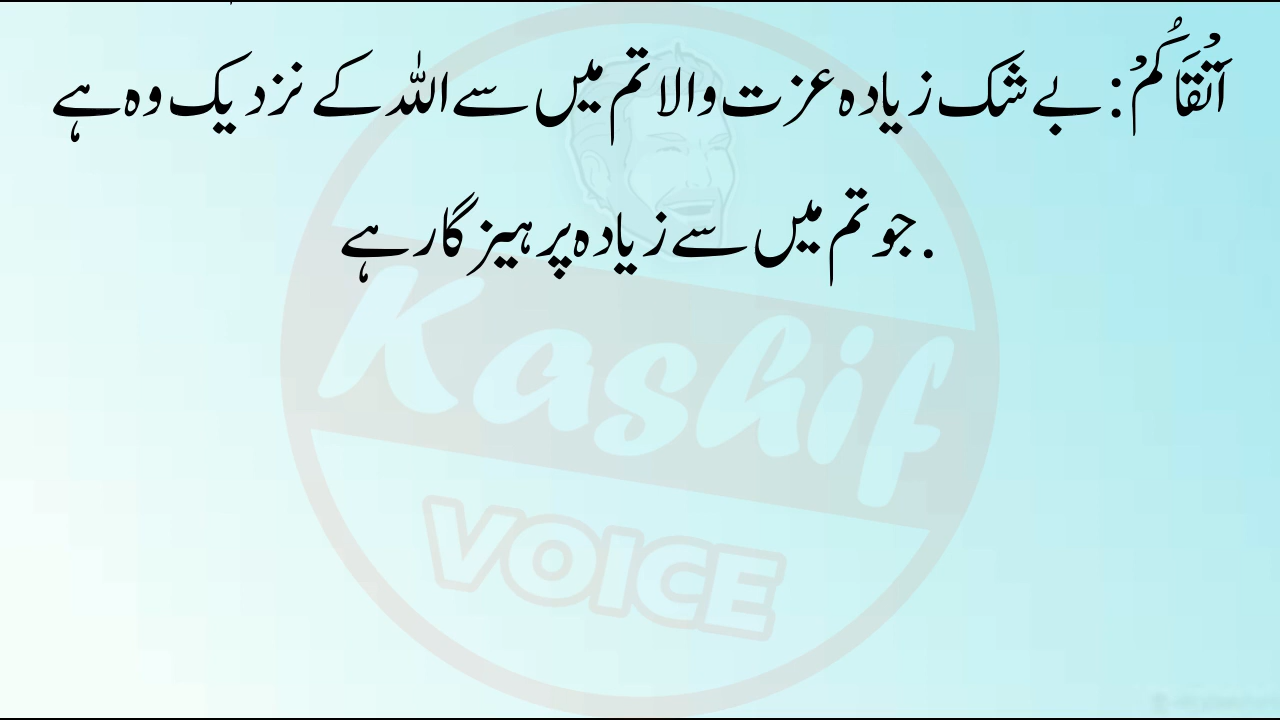 اَتْقَاكُمْ: بے شک زیادہ عزت والا تم میں سے اللہ کے نزدیک وہ ہے
جو تم میں سے زیادہ پرہیزگار ہے.
Kashif
VOICE